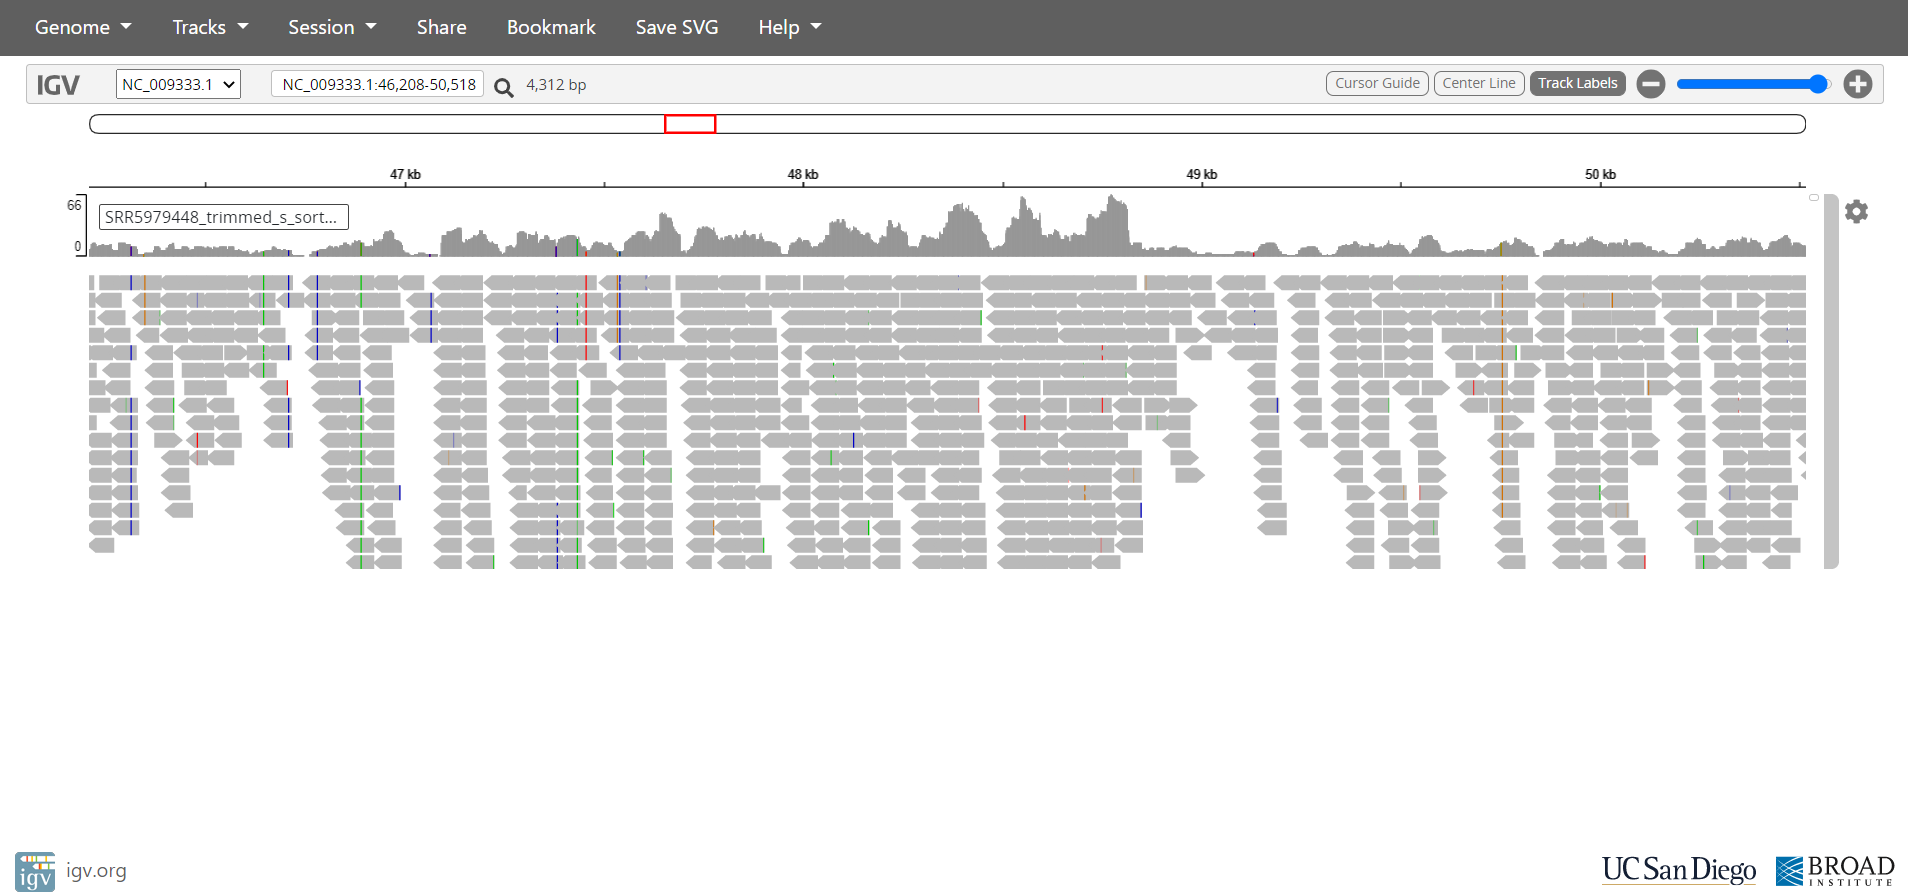 Genome Tracks Session Share Bookmark Save SVG Help
IGV NC_009333.1 NC_009333.1:46,208-50,518 4,312 bp Cursor Guide Center Line Track Labels
47 kb 48 kb 49 kb 50 kb
66
SRR5979448_trimmed_s_sort...
0
igv igv.org UC San Diego BROAD
INSTITUTE